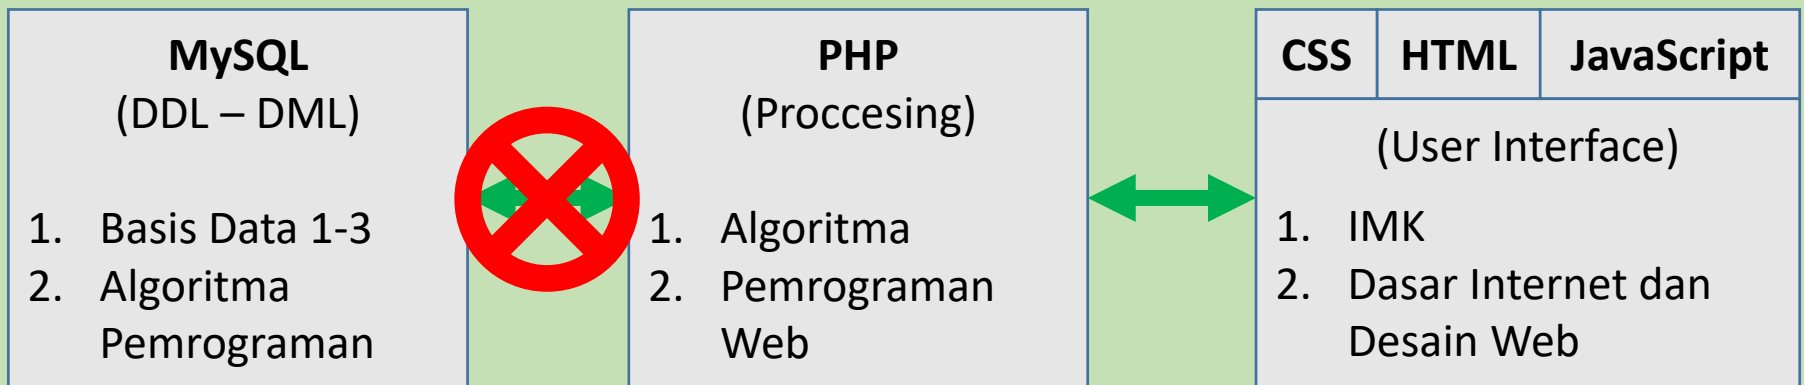 MySQL
(DDL – DML)
1. Basis Data 1-3
2. Algoritma
Pemrograman
PHP
(Proccesing)
1. Algoritma
2. Pemrograman
Web
CSS HTML JavaScript
(User Interface)
1. IMK
2. Dasar Internet dan
Desain Web